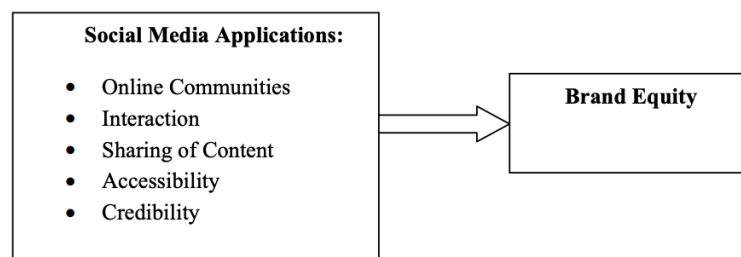 Social Media Applications:
• Online Communities
• Interaction
• Sharing of Content
• Accessibility
• Credibility
Brand Equity